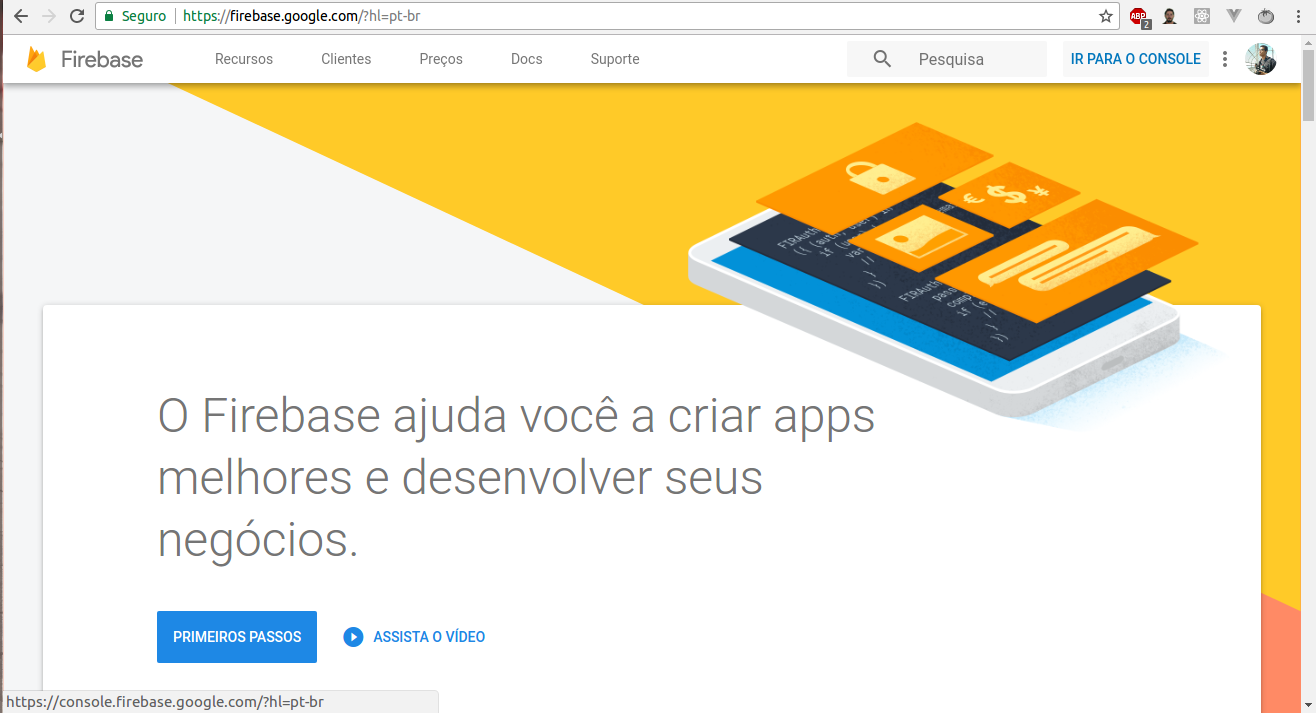 Seguro https://firebase.google.com/?hl=pt-br
ABP 2
Firebase Recursos Clientes Preços Docs Suporte Pesquisa IR PARA O CONSOLE
O Firebase ajuda você a criar apps
melhores e desenvolver seus
negócios.
PRIMEIROS PASSOS ASSISTA O VÍDEO
https://console.firebase.google.com/?hl=pt-br